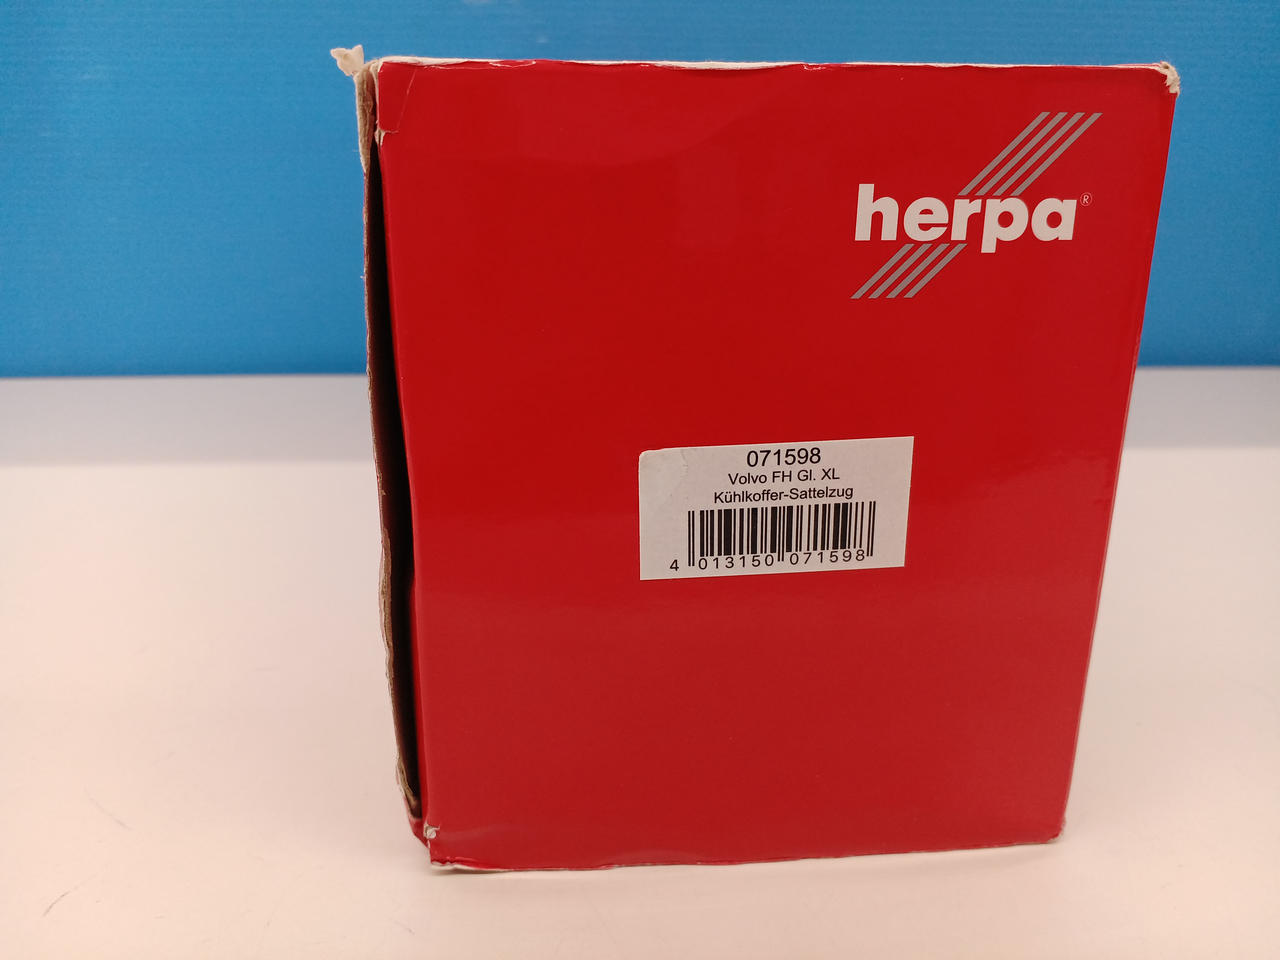 herpa®
071598
Volvo FH Gl. XL
Kühlkoffer-Sattelzug
4 013150 071598